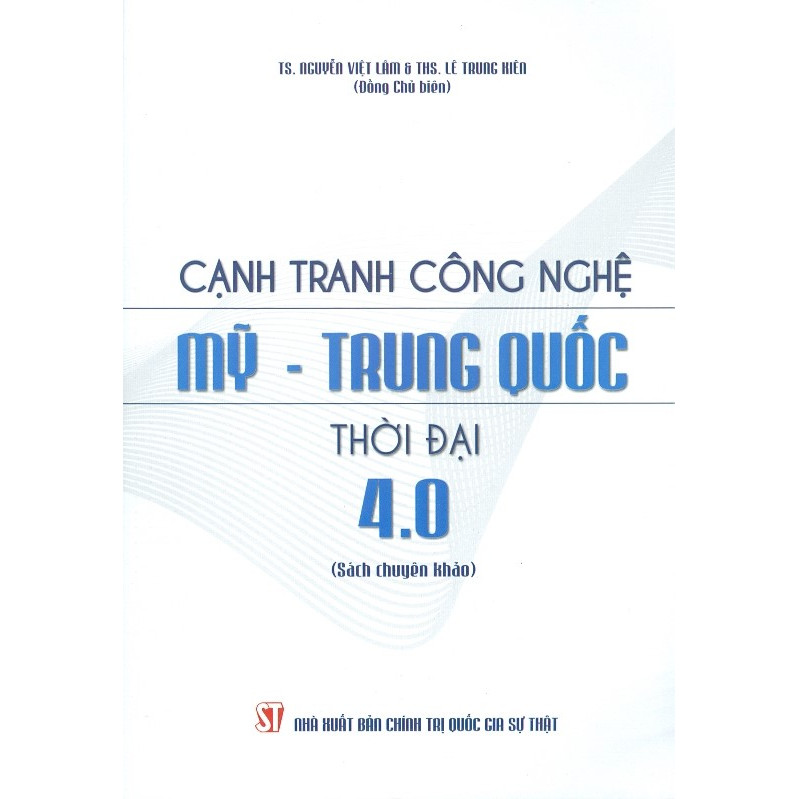 TS. NGUYỄN VIỆT LÂM & THS. LÊ TRUNG KIÊN
(Đồng Chủ biên)
CẠNH TRANH CÔNG NGHỆ
MỸ - TRUNG QUỐC
THỜI ĐẠI
4.0
(Sách chuyên khảo)
ST NHÀ XUẤT BẢN CHÍNH TRỊ QUỐC GIA SỰ THẬT